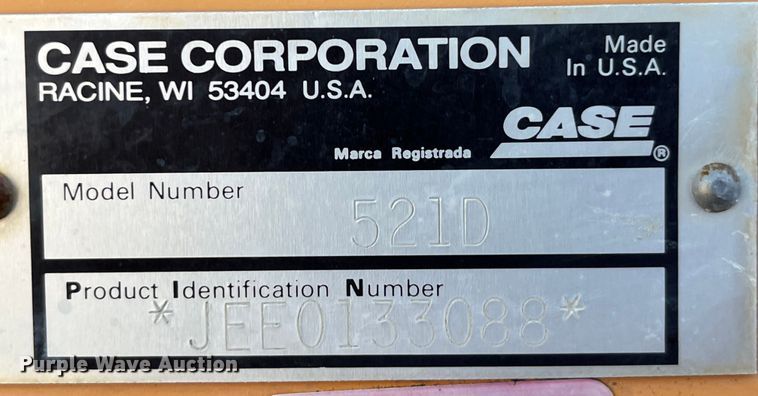 CASE CORPORATION
RACINE, WI 53404 U.S.A.
Made
In U.S.A.
CASE
Marca Registrada ®
Model Number
521D
Product Identification Number
*JEE0133088*
Purple Wave Auction